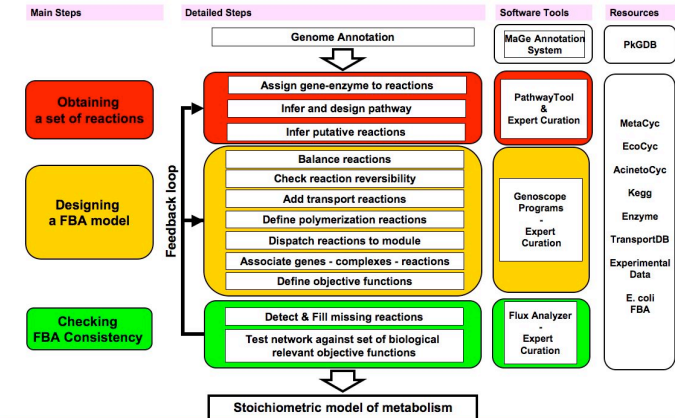 Main Steps
Detailed Steps
Software Tools
Resources
Genome Annotation
MaGe Annotation
System
PkGDB
Obtaining
a set of reactions
Assign gene-enzyme to reactions
Infer and design pathway
Infer putative reactions
PathwayTool
&
Expert Curation
Designing
a FBA model
Feedback loop
Balance reactions
Check reaction reversibility
Add transport reactions
Define polymerization reactions
Dispatch reactions to module
Associate genes - complexes - reactions
Define objective functions
Genoscope
Programs
-
Expert
Curation
MetaCyc
EcoCyc
AcinetoCyc
Kegg
Enzyme
TransportDB
Experimental
Data
E. coli
FBA
Checking
FBA Consistency
Detect & Fill missing reactions
Test network against set of biological
relevant objective functions
Flux Analyzer
-
Expert
Curation
Stoichiometric model of metabolism